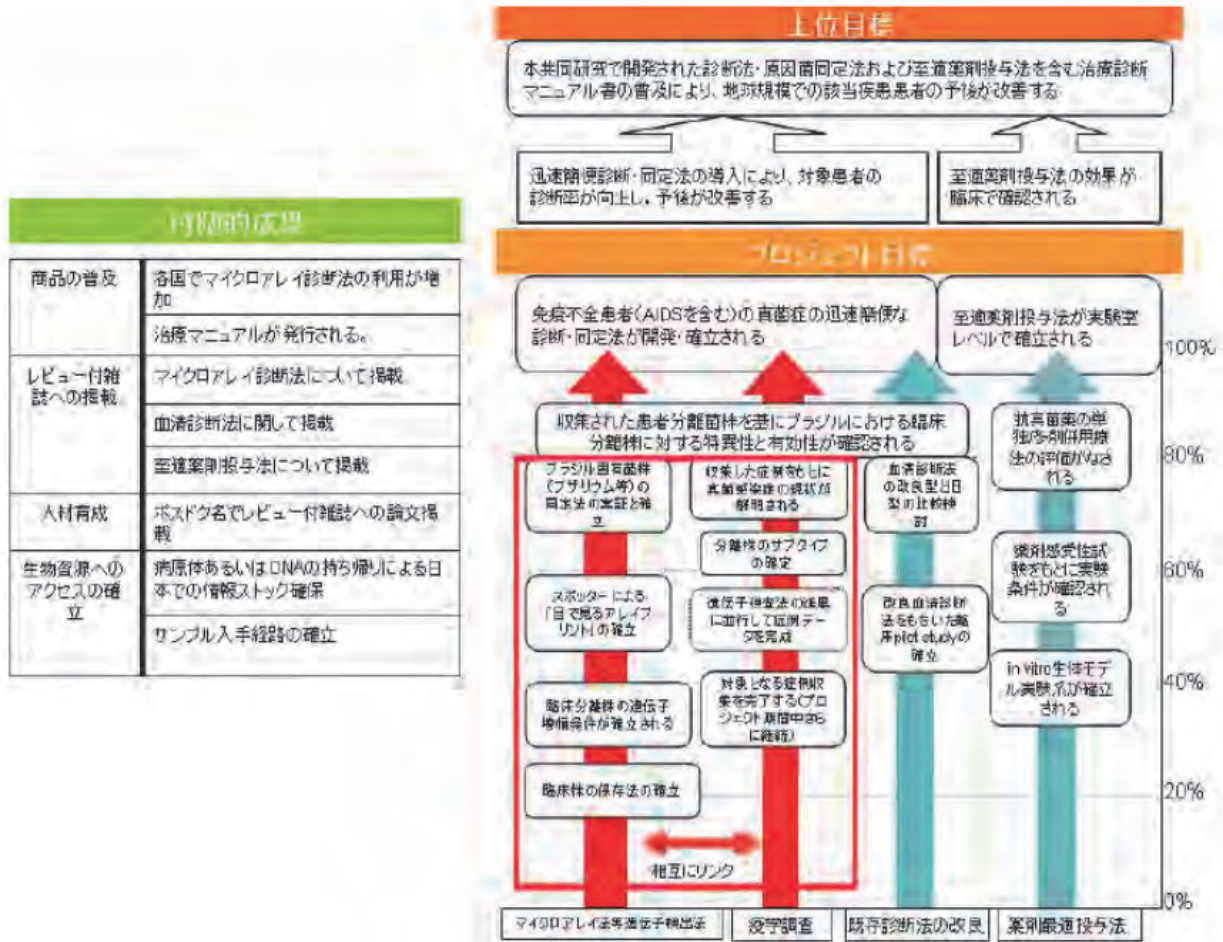 上位目標
本共同研究で開発された診断法・原因菌同定法および至適薬剤投与法を含む治療診断
マニュアル書の普及により、地球規模での該当疾患患者の予後が改善する
迅速簡便診断・同定法の導入により、対象患者の
診断率が向上し、予後が改善する
至適薬剤投与法の効果が
臨床で確認される
付随的成果
商品の普及
各国でマイクロアレイ診断法の利用が増
加
治療マニュアルが発行される。
レビュー付雑
誌への掲載
マイクロアレイ診断法について掲載
血清診断法に関して掲載
至適薬剤投与法について掲載
人材育成
ポスドク名でレビュー付雑誌への論文掲
載
生物資源への
アクセスの確
立
病原体あるいはDNAの持ち帰りによる日
本での情報ストック確保
サンプル入手経路の確立
プロジェクト目標
免疫不全患者(AIDSを含む)の真菌症の迅速簡便な
診断・同定法が開発・確立される
至適薬剤投与法が実験室
レベルで確立される
100%
収集された患者分離菌株を基にブラジルにおける臨床
分離株に対する特異性と有効性が確認される
抗真菌薬の単
独/多剤併用療
法の評価がなさ
れる
80%
ブラジル固有菌株
(フザリウム等)の
同定法の実証と確
立
収集した症例をもとに
真菌感染症の現状が
解明される
血清診断法
の改良型と旧
型の比較検
討
分離株のサブタイプ
の確定
薬剤感受性試
験をもとに実験
条件が確認され
る
60%
スポッターによる
「目で見るアレイプ
リント」の確立
遺伝子検査法の進展
に並行して症例データ
を完成
改良血清診断
法をもちいた臨
床pilot studyの
確立
in vitro生体モデ
ル実験系が確立
される
40%
臨床分離株の遺伝子
増幅条件が確立される
対象となる症例収
集を完了する(プロ
ジェクト期間中さら
に継続)
臨床株の保存法の確立
20%
相互にリンク
0%
マイクロアレイ法等遺伝子検出法
疫学調査
既存診断法の改良
薬剤最適投与法